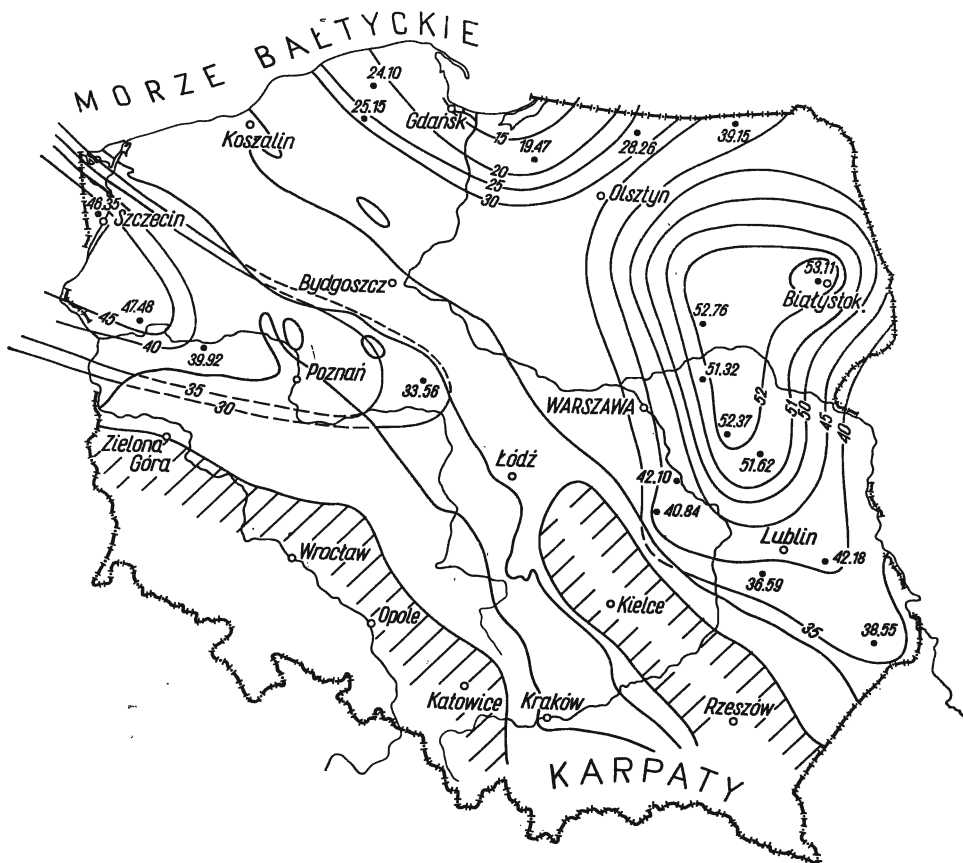 MORZE BAŁTYCKIE
24.10
25.15
Gdańsk
15
19.47
28.26
39.15
Koszalin
20
25
30
Olsztyn
46.35
Szczecin
53.11
Białystok
Bydgoszcz
47.48
45
40
39.92
52.76
51.32
52
51
50
45
40
Poznań
33.56
35
30
WARSZAWA
52.37
51.62
Zielona
Góra
Łódź
42.10
40.84
Lublin
42.18
36.59
Wrocław
Kielce
Opole
35
38.55
Katowice
Kraków
Rzeszów
KARPATY